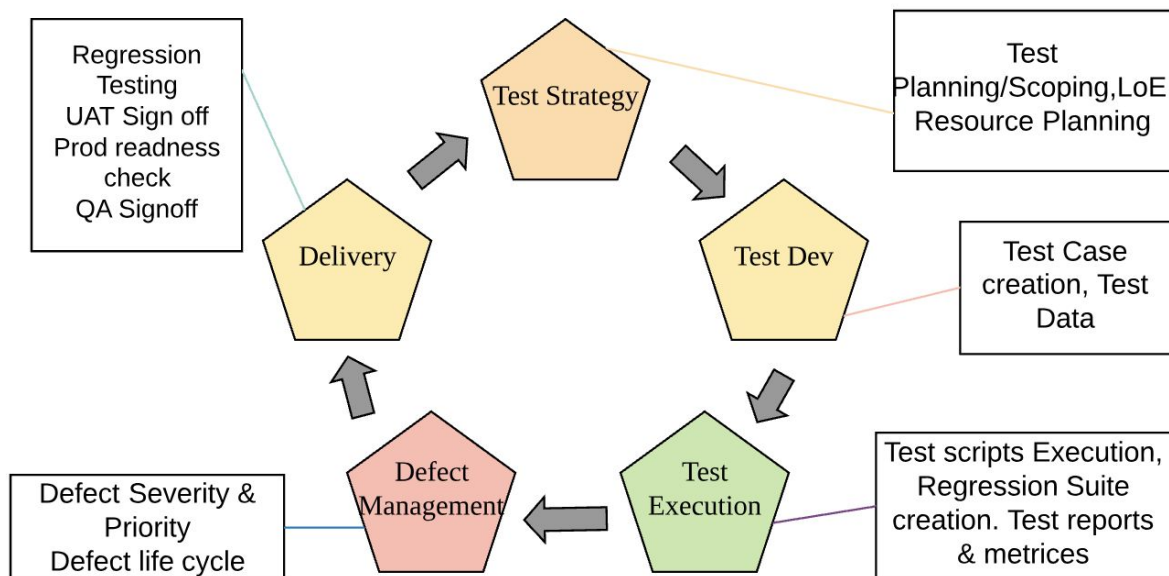 Test Strategy
Test
Planning/Scoping,LoE
Resource Planning
Test Dev
Test Case
creation, Test
Data
Test
Execution
Test scripts Execution,
Regression Suite
creation. Test reports
& metrices
Defect
Management
Defect Severity &
Priority
Defect life cycle
Delivery
Regression
Testing
UAT Sign off
Prod readness
check
QA Signoff